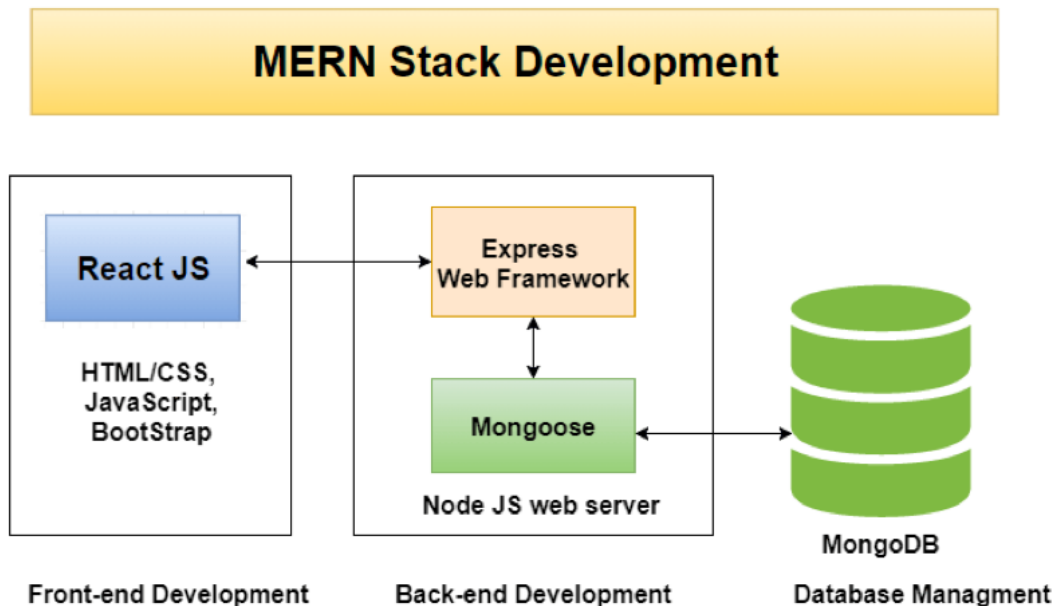 MERN Stack Development
React JS
HTML/CSS,
JavaScript,
BootStrap
Express
Web Framework
Mongoose
Node JS web server
MongoDB
Front-end Development
Back-end Development
Database Managment